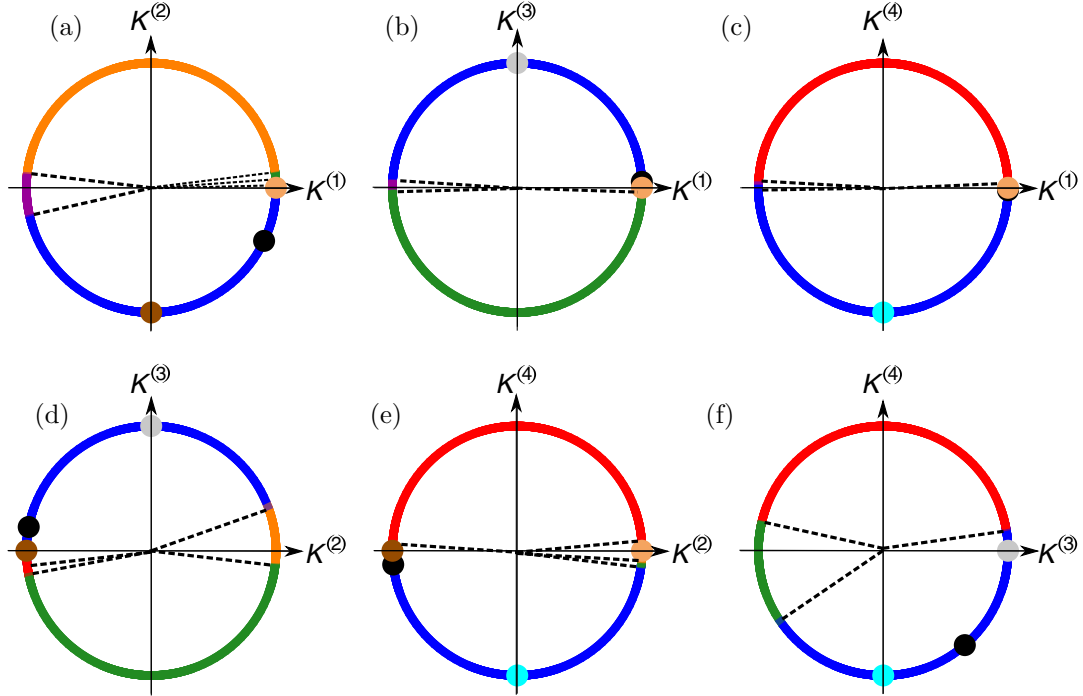 (a) K^(2) (b) K^(3) (c) K^(4)
K^(1) K^(1) K^(1)
(d) K^(3) (e) K^(4) (f) K^(4)
K^(2) K^(2) K^(3)